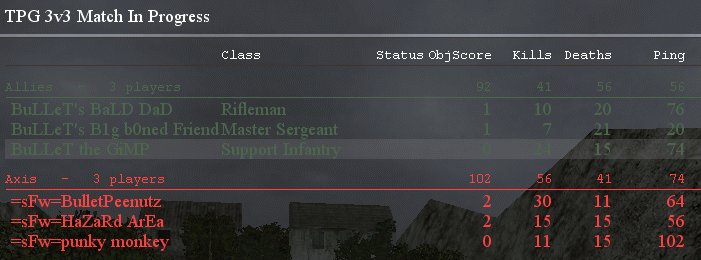 TPG 3v3 Match In Progress
Class Status ObjScore Kills Deaths Ping
Allies - 3 players 92 41 56 56
BuLLeT's BaLD DaD Rifleman 1 10 20 76
BuLLeT's B1g b0ned Friend Master Sergeant 1 7 21 20
BuLLeT the GiMP Support Infantry 0 24 15 74
Axis - 3 players 102 56 41 74
=sFw=BulletPeenutz 2 30 11 64
=sFw=HaZaRd ArEa 2 15 15 56
=sFw=punky monkey 0 11 15 102